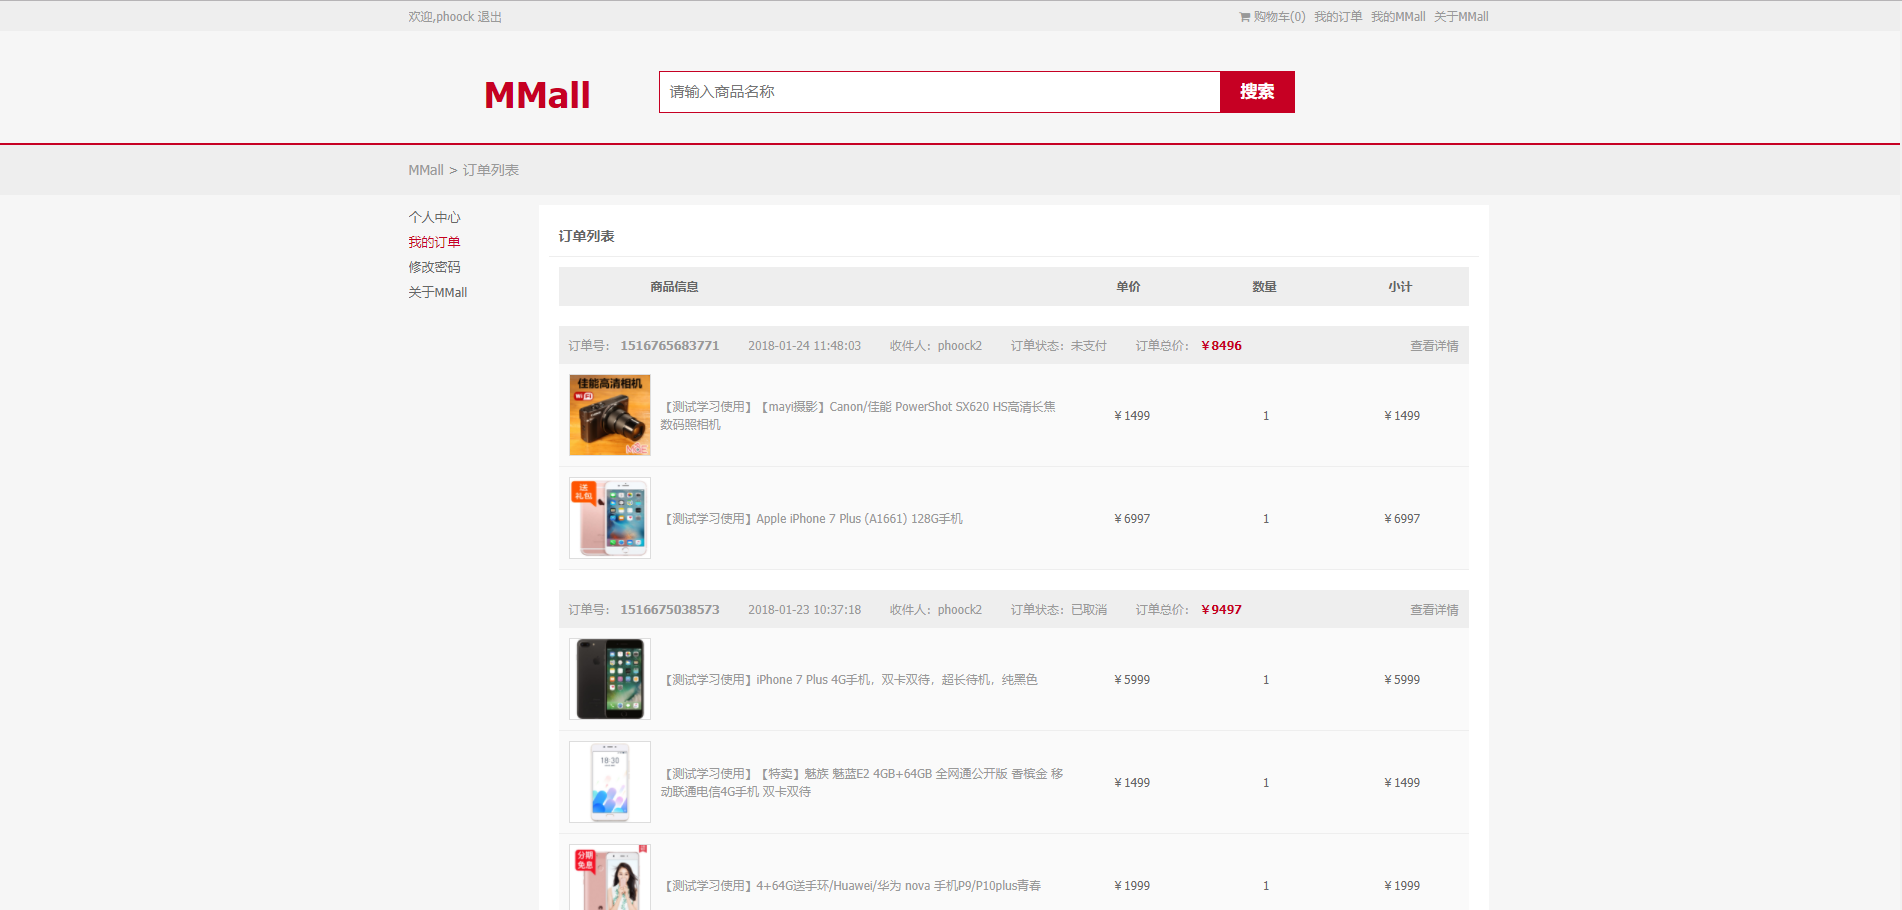 欢迎,phoock 退出
购物车(0) 我的订单 我的MMall 关于MMall
MMall
请输入商品名称
搜索
MMall > 订单列表
个人中心
我的订单
修改密码
关于MMall
订单列表
商品信息 单价 数量 小计
订单号： 1516765683771 2018-01-24 11:48:03 收件人：phoock2 订单状态：未支付 订单总价：￥8496 查看详情
佳能高清相机
【测试学习使用】【mayi摄影】Canon/佳能 PowerShot SX620 HS高清长焦
数码照相机
￥1499 1 ￥1499
送
礼包
【测试学习使用】Apple iPhone 7 Plus (A1661) 128G手机 ￥6997 1 ￥6997
订单号： 1516675038573 2018-01-23 10:37:18 收件人：phoock2 订单状态：已取消 订单总价：￥9497 查看详情
【测试学习使用】iPhone 7 Plus 4G手机，双卡双待，超长待机，纯黑色 ￥5999 1 ￥5999
18:30
【测试学习使用】【特卖】魅族 魅蓝E2 4GB+64GB 全网通公开版 香槟金 移
动联通电信4G手机 双卡双待
￥1499 1 ￥1499
分期
免息
【测试学习使用】4+64G送手环/Huawei/华为 nova 手机P9/P10plus青春 ￥1999 1 ￥1999